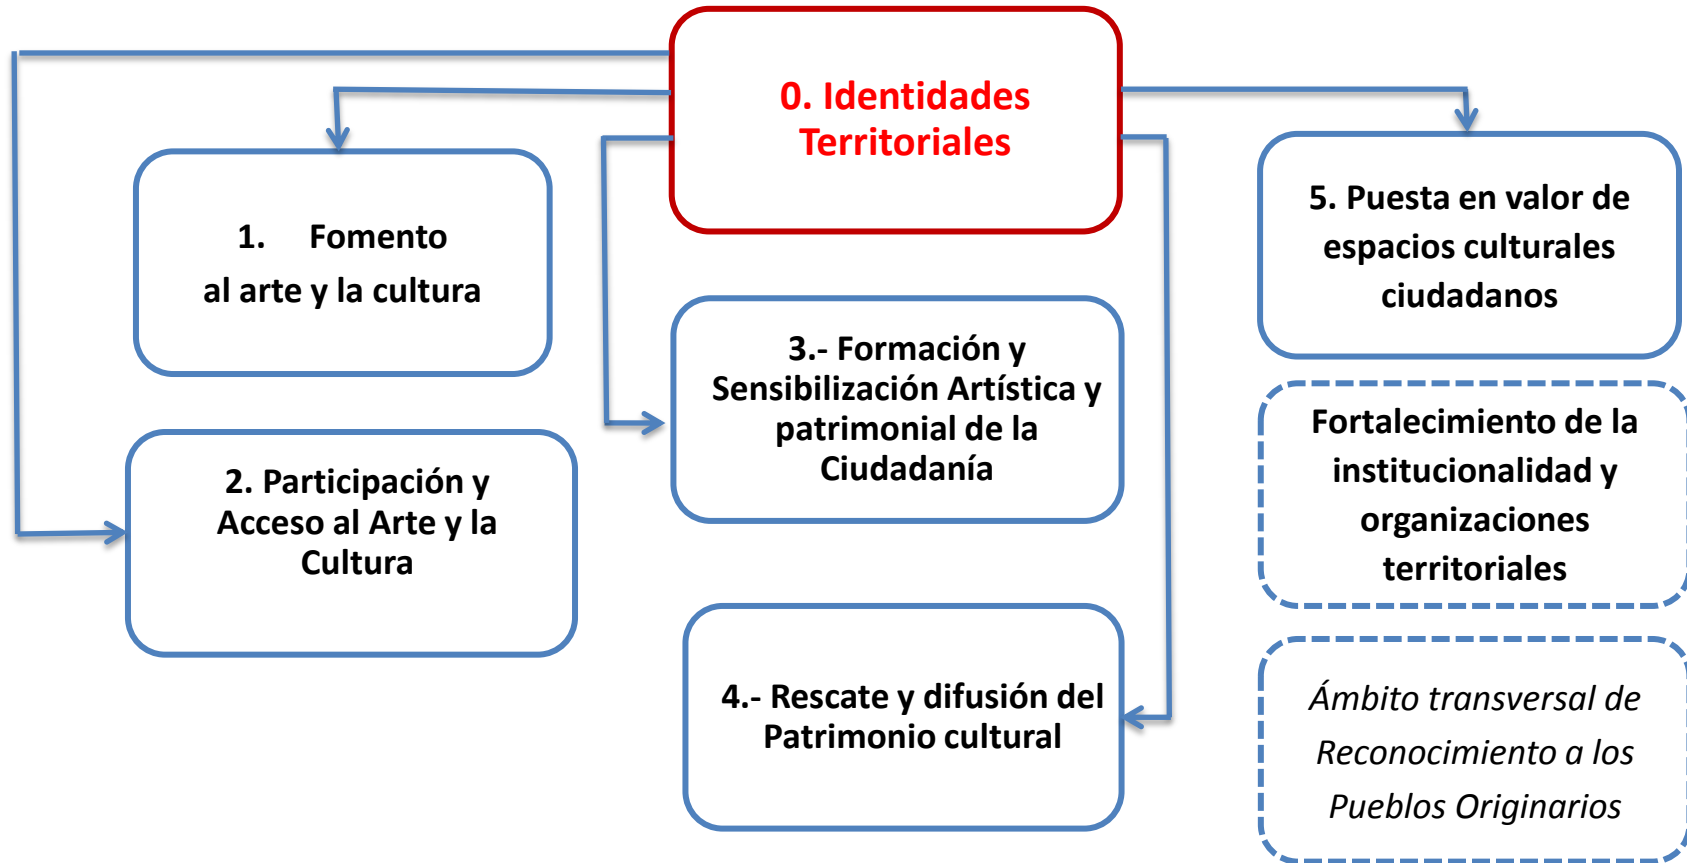 0. Identidades
Territoriales
1. Fomento
al arte y la cultura
2. Participación y
Acceso al Arte y la
Cultura
3.- Formación y
Sensibilización Artística y
patrimonial de la
Ciudadanía
4.- Rescate y difusión del
Patrimonio cultural
5. Puesta en valor de
espacios culturales
ciudadanos
Fortalecimiento de la
institucionalidad y
organizaciones
territoriales
Ámbito transversal de
Reconocimiento a los
Pueblos Originarios